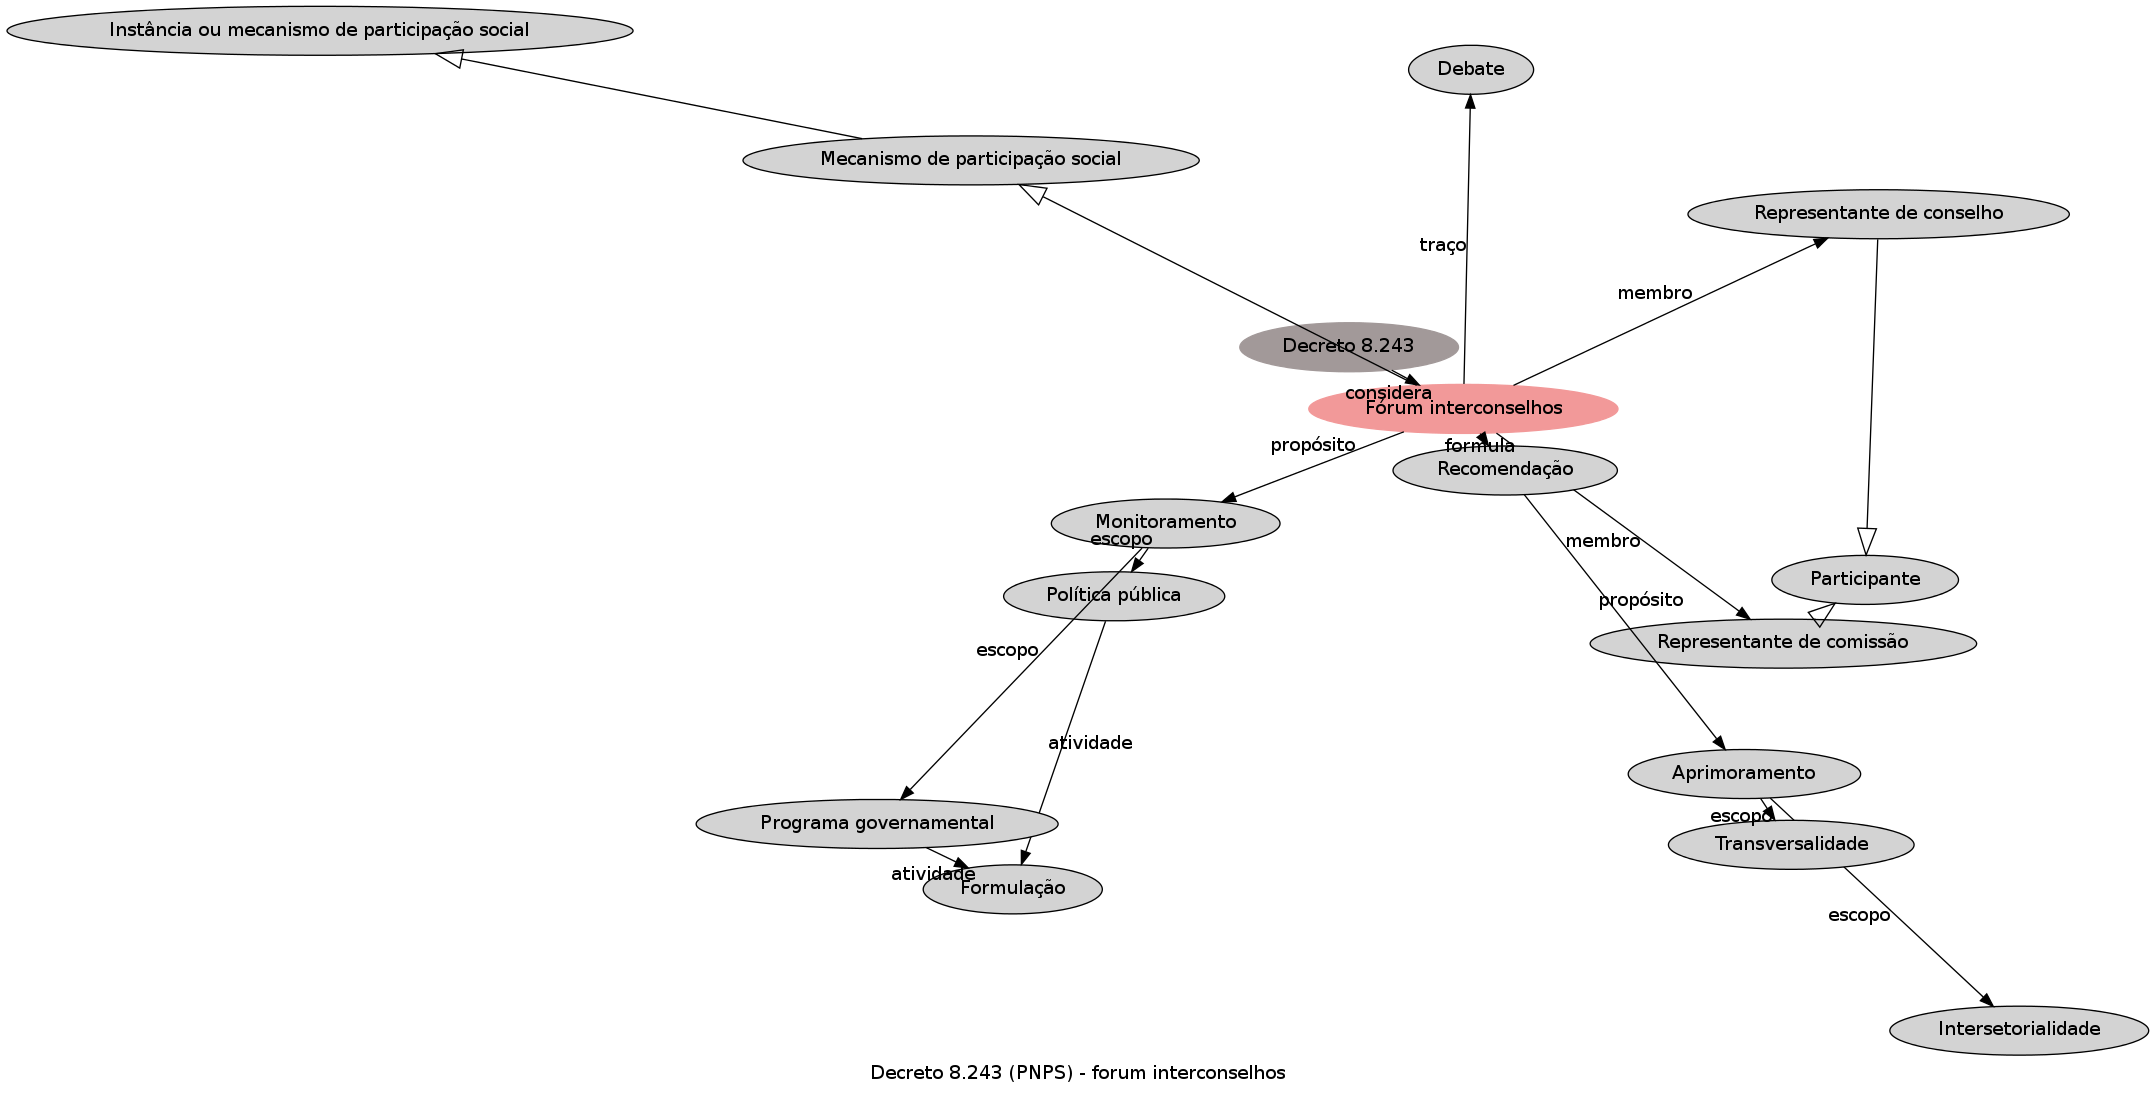 Instância ou mecanismo de participação social
Debate
Mecanismo de participação social
Representante de conselho
traço
membro
Decreto 8.243
considera
Fórum interconselhos
propósito
formula
Recomendação
Monitoramento
escopo
membro
Participante
Política pública
propósito
Representante de comissão
escopo
atividade
Aprimoramento
escopo
Programa governamental
Transversalidade
atividade
Formulação
escopo
Intersetorialidade
Decreto 8.243 (PNPS) - forum interconselhos